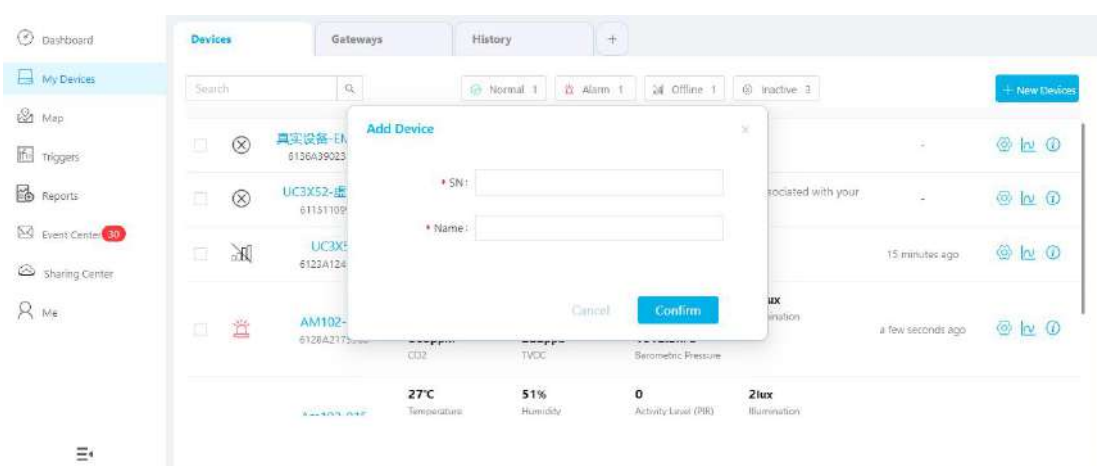 Dashboard
My Devices
Map
Triggers
Reports
Event Center 30
Sharing Center
Me
Devices
Gateways
History
+
Search
Normal 1
Alarm 1
Offline 1
Inactive 3
+ New Devices
Add Device
* SN:
* Name:
Cancel
Confirm
真实设备-EM
6136A39023
-
UC3X52-虚
61151109
associated with your
-
UC3X5
6123A124
15 minutes ago
AM102-
6128A217
lux
a few seconds ago
CO2
TVOC
Barometric Pressure
27°C
51%
0
2lux
Temperature
Humidity
Activity Level (PIR)
Illumination